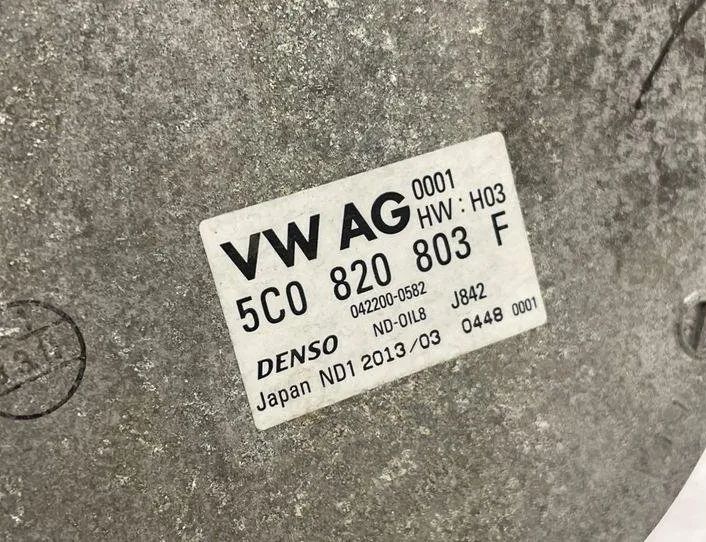 VW AG 0001
HW : H03
5C0 820 803 F
042200-0582
ND-OIL8 J842
DENSO
Japan ND1 2013/03 0448 0001